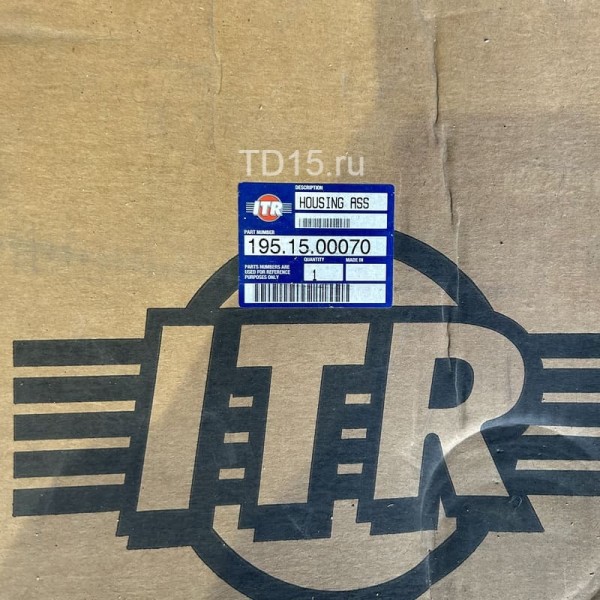 TD15.ru
DESCRIPTION
ITR
HOUSING ASS
PART NUMBER
195.15.00070
QUANTITY
MADE IN
PARTS NUMBERS ARE
USED FOR REFERENCE
PURPOSES ONLY
1
ITR